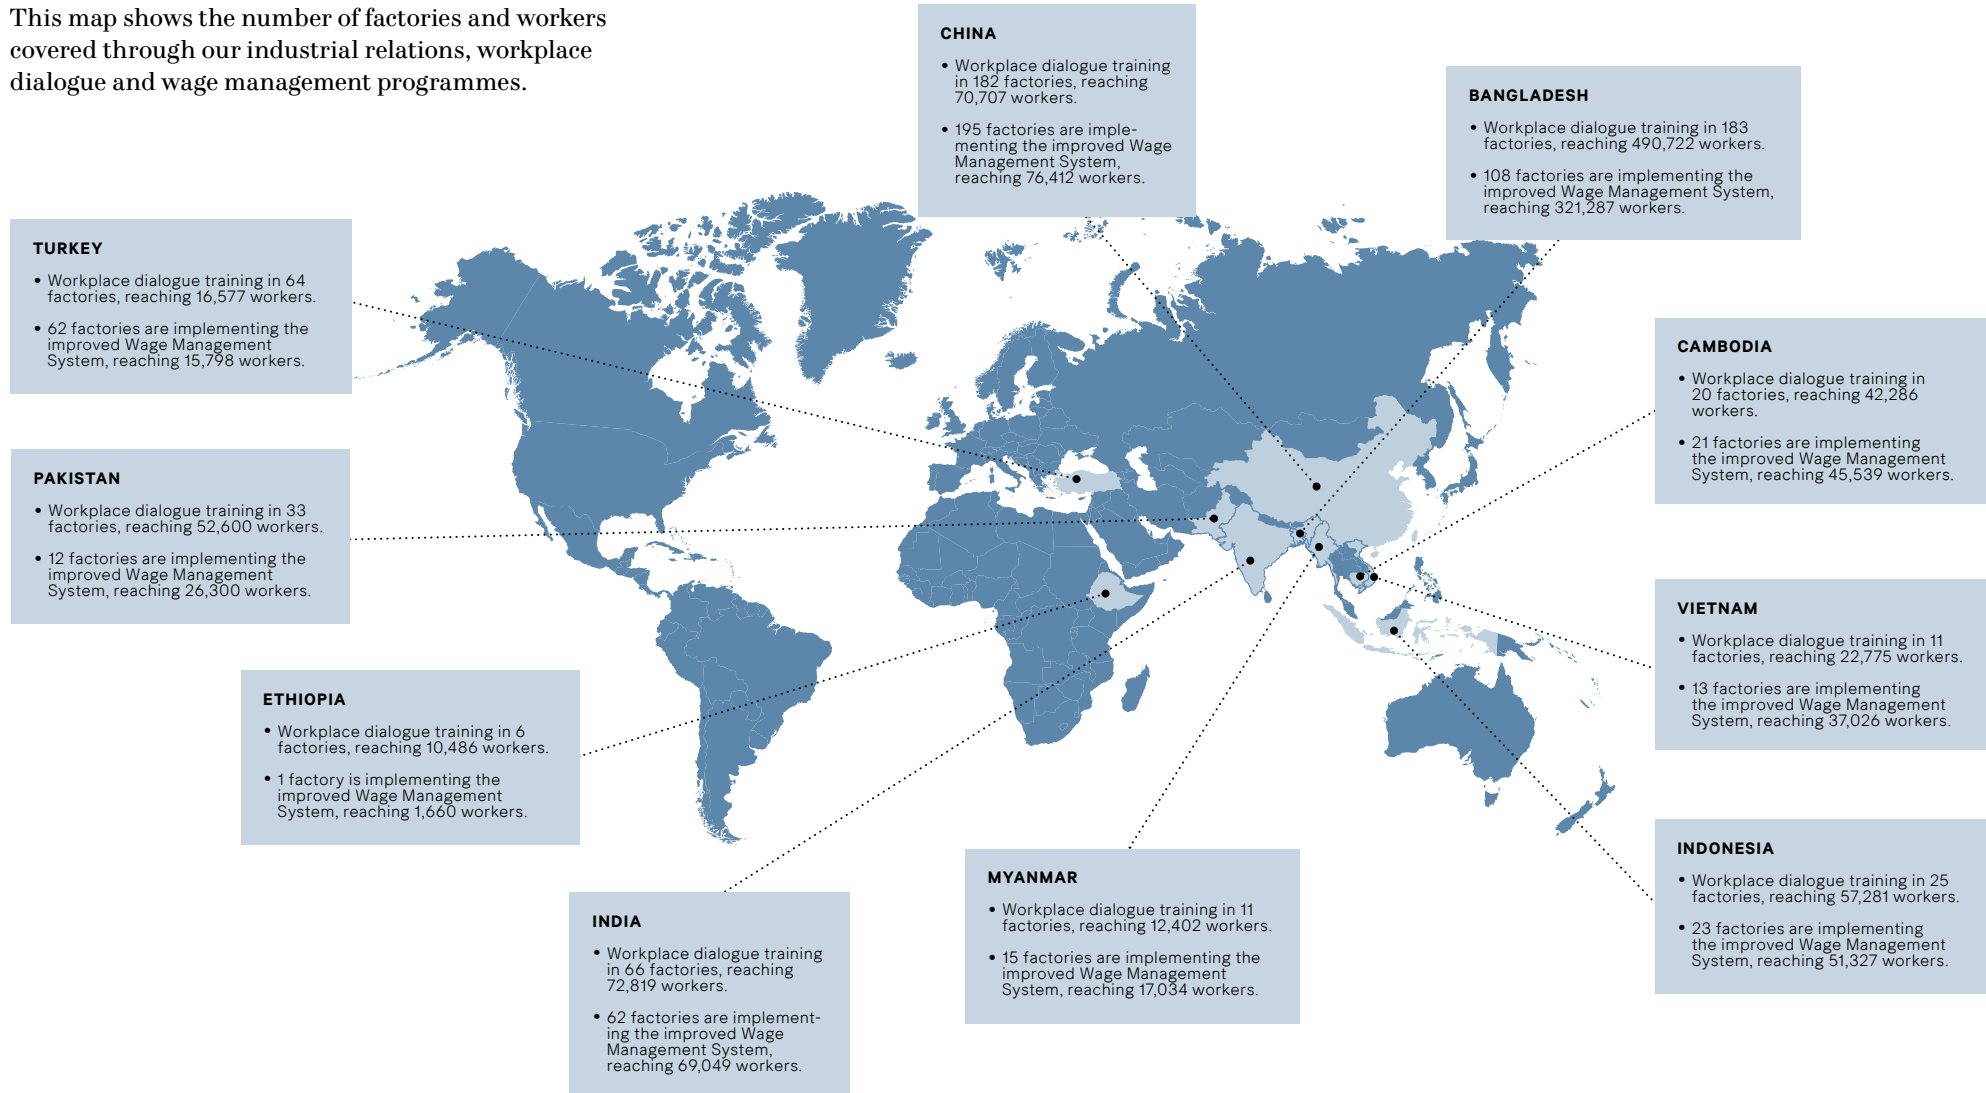 This map shows the number of factories and workers
covered through our industrial relations, workplace
dialogue and wage management programmes.
CHINA
• Workplace dialogue training
in 182 factories, reaching
70,707 workers.
• 195 factories are imple-
menting the improved Wage
Management System,
reaching 76,412 workers.
BANGLADESH
• Workplace dialogue training in 183
factories, reaching 490,722 workers.
• 108 factories are implementing the
improved Wage Management System,
reaching 321,287 workers.
TURKEY
• Workplace dialogue training in 64
factories, reaching 16,577 workers.
• 62 factories are implementing the
improved Wage Management
System, reaching 15,798 workers.
CAMBODIA
• Workplace dialogue training in
20 factories, reaching 42,286
workers.
• 21 factories are implementing
the improved Wage Management
System, reaching 45,539 workers.
PAKISTAN
• Workplace dialogue training in 33
factories, reaching 52,600 workers.
• 12 factories are implementing the
improved Wage Management
System, reaching 26,300 workers.
VIETNAM
• Workplace dialogue training in 11
factories, reaching 22,775 workers.
• 13 factories are implementing
the improved Wage Management
System, reaching 37,026 workers.
ETHIOPIA
• Workplace dialogue training in 6
factories, reaching 10,486 workers.
• 1 factory is implementing the
improved Wage Management
System, reaching 1,660 workers.
INDONESIA
• Workplace dialogue training in 25
factories, reaching 57,281 workers.
• 23 factories are implementing
the improved Wage Management
System, reaching 51,327 workers.
MYANMAR
• Workplace dialogue training in 11
factories, reaching 12,402 workers.
• 15 factories are implementing the
improved Wage Management
System, reaching 17,034 workers.
INDIA
• Workplace dialogue training
in 66 factories, reaching
72,819 workers.
• 62 factories are implement-
ing the improved Wage
Management System,
reaching 69,049 workers.